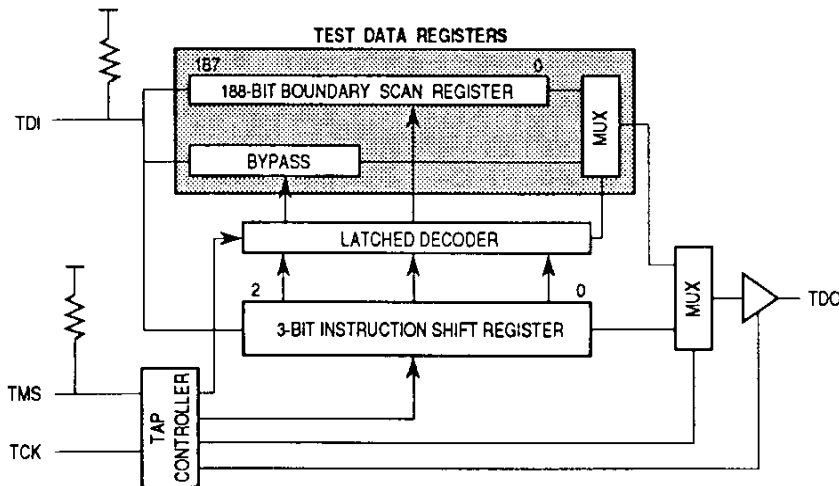 TEST DATA REGISTERS
187
0
188-BIT BOUNDARY SCAN REGISTER
TDI
MUX
BYPASS
LATCHED DECODER
2
0
3-BIT INSTRUCTION SHIFT REGISTER
MUX
TDO
TMS
TAP
CONTROLLER
TCK